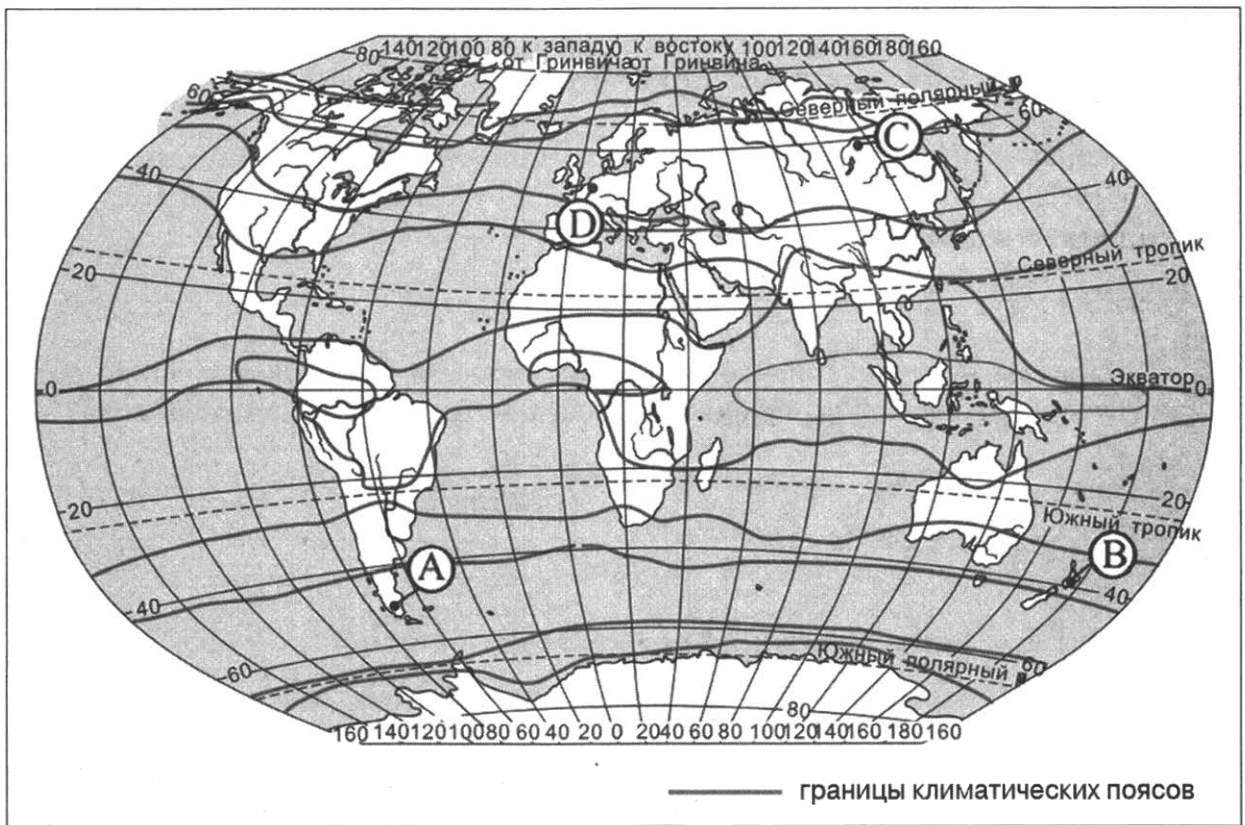 140 120 100 80 к западу к востоку 100 120 140 160 180 160
80 от Гринвича от Гринвича
Северный полярный
60 60
C
40 40
D
Северный тропик
20 20
Экватор
0 0
20 20
Южный тропик
B
A
40 40
Южный полярный
60 60
80
160 140 120 100 80 60 40 20 0 20 40 60 80 100 120 140 160 180 160
границы климатических поясов